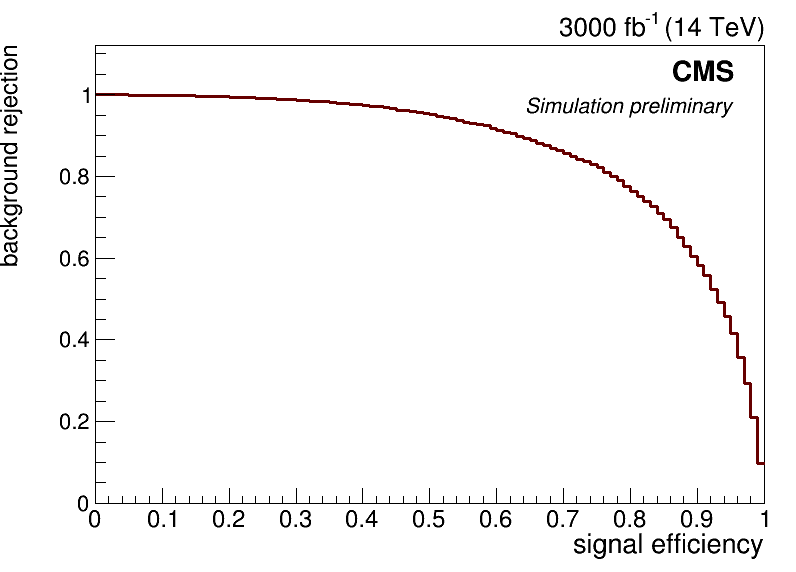 3000 fb⁻¹ (14 TeV)
CMS
Simulation preliminary
background rejection
1
0.8
0.6
0.4
0.2
0
0 0.1 0.2 0.3 0.4 0.5 0.6 0.7 0.8 0.9 1
signal efficiency